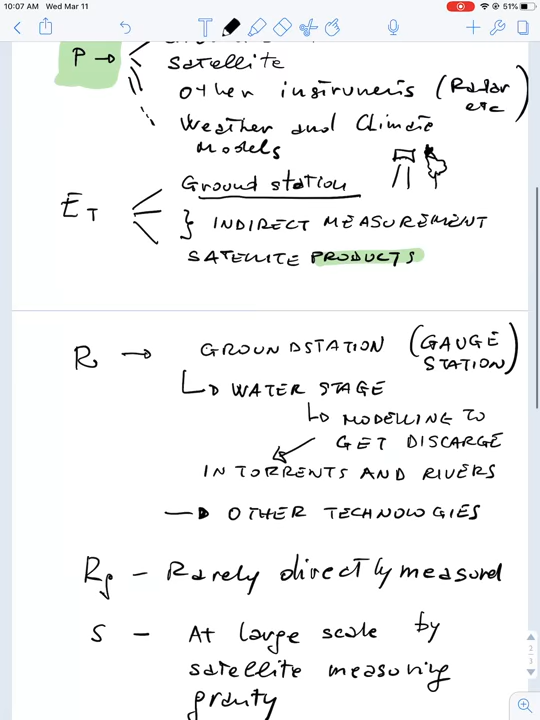 10:07 AM Wed Mar 11
51%
P → Satellite
Other instruments (Radar etc)
Weather and Climate
models
ET
Ground station
} INDIRECT MEASUREMENT
SATELLITE PRODUCTS
R → GROUNDSTATION (GAUGE STATION)
WATER STAGE
MODELLING TO
GET DISCARGE
IN TORRENTS AND RIVERS
→ OTHER TECHNOLOGIES
Rg - Rarely directly measured
S - At large scale by
satellite measuring
gravity
2
3